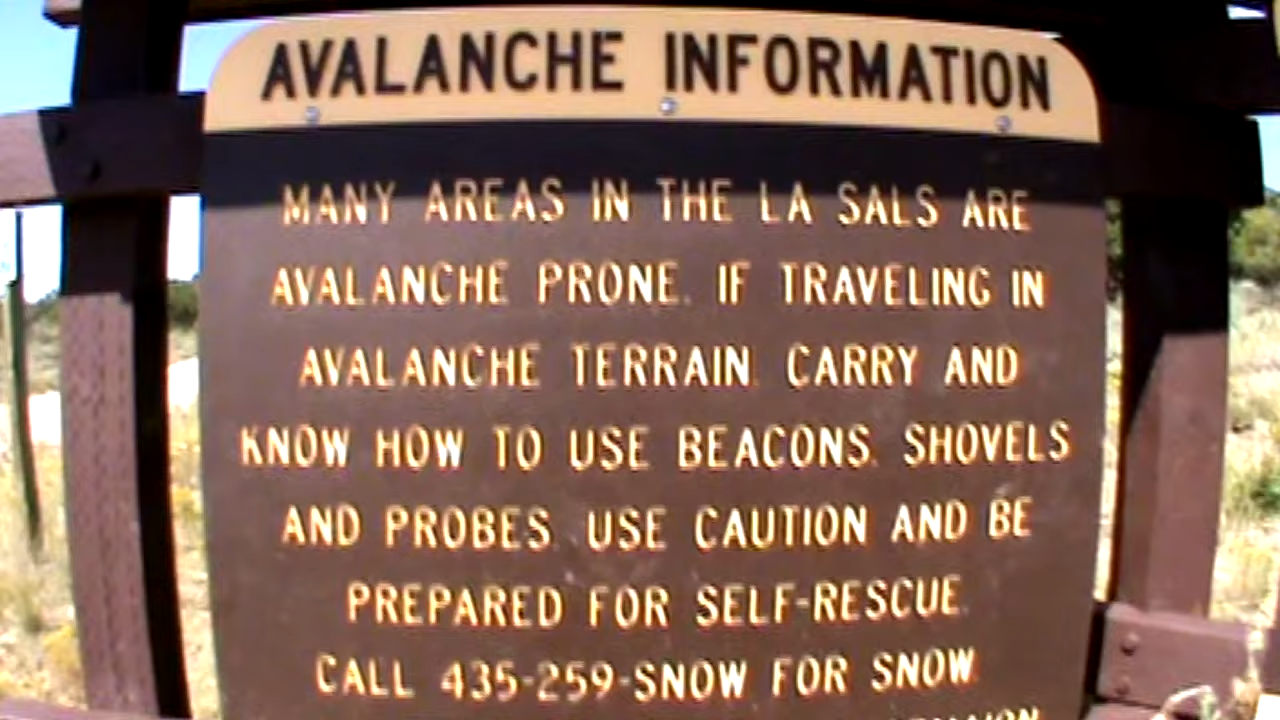 AVALANCHE INFORMATION
MANY AREAS IN THE LA SALS ARE
AVALANCHE PRONE. IF TRAVELING IN
AVALANCHE TERRAIN, CARRY AND
KNOW HOW TO USE BEACONS, SHOVELS
AND PROBES. USE CAUTION AND BE
PREPARED FOR SELF-RESCUE.
CALL 435-259-SNOW FOR SNOW